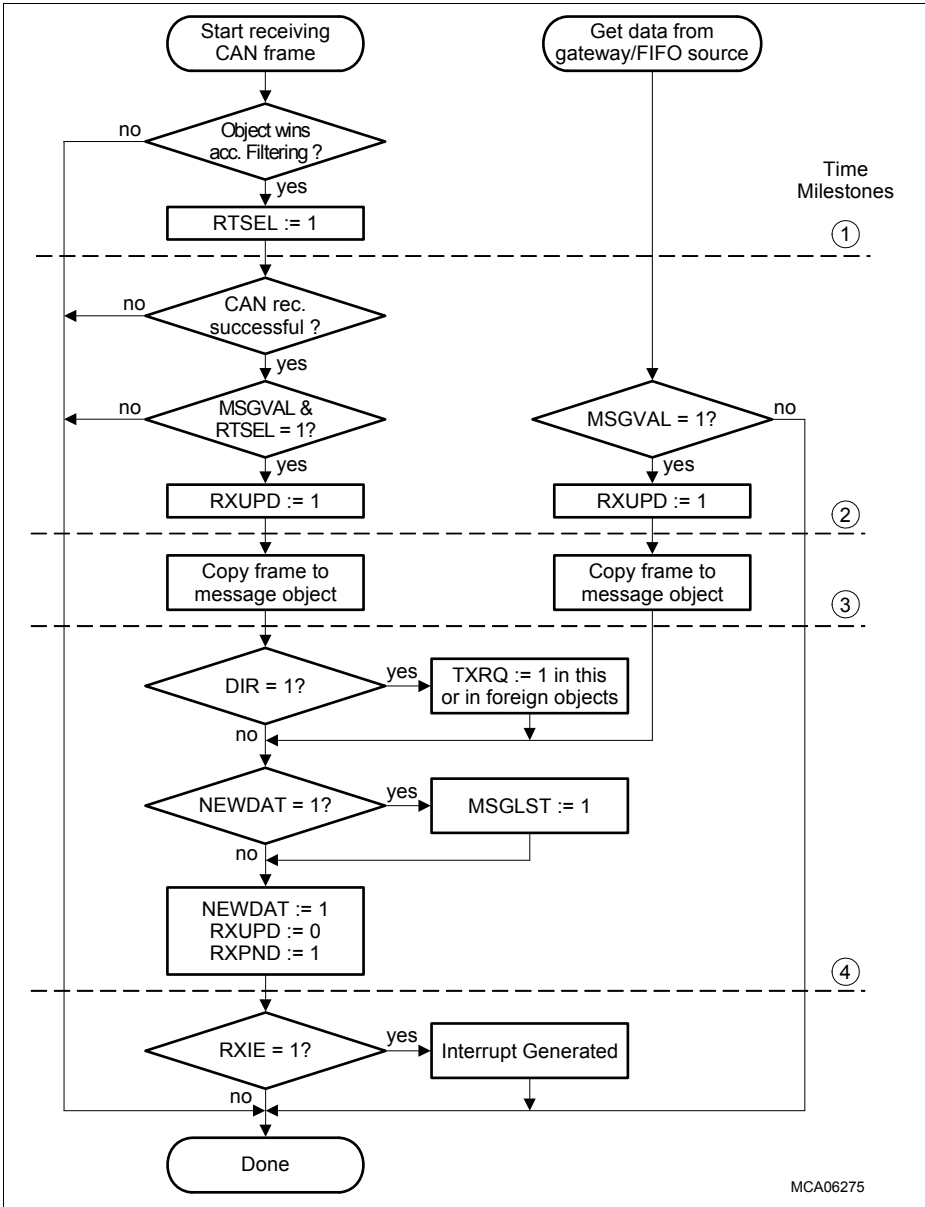 Start receiving
CAN frame
Get data from
gateway/FIFO source
no
Object wins
acc. Filtering ?
yes
Time
Milestones
RTSEL := 1
1
no
CAN rec.
successful ?
yes
no
MSGVAL &
RTSEL = 1?
MSGVAL = 1?
no
yes
yes
RXUPD := 1
RXUPD := 1
2
Copy frame to
message object
Copy frame to
message object
3
DIR = 1?
yes
TXRQ := 1 in this
or in foreign objects
no
NEWDAT = 1?
yes
MSGLST := 1
no
NEWDAT := 1
RXUPD := 0
RXPND := 1
4
RXIE = 1?
yes
Interrupt Generated
no
Done
MCA06275